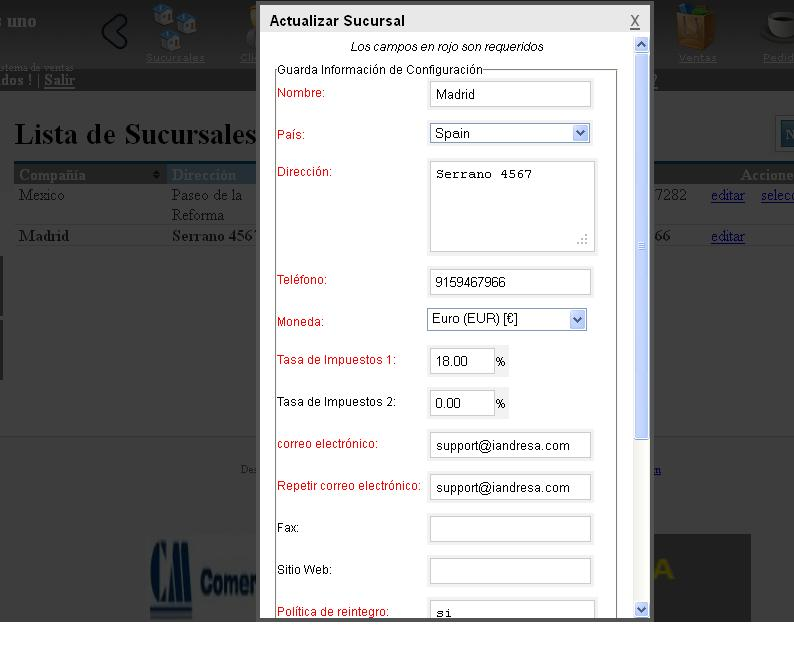 s uno
stema de ventas
dos ! | Salir
Sucursales
Cli
Ventas
Pedid
?
Lista de Sucursales
N
Compañía
Dirección
Accione
Mexico
Paseo de la
Reforma
7282
editar
selecc
Madrid
Serrano 456
66
editar
Des
m
CM
Comer
A
Actualizar Sucursal
X
Los campos en rojo son requeridos
Guarda Información de Configuración
Nombre:
Madrid
País:
Spain
Dirección:
Serrano 4567
Teléfono:
9159467966
Moneda:
Euro (EUR) [€]
Tasa de Impuestos 1:
18.00 %
Tasa de Impuestos 2:
0.00 %
correo electrónico:
support@iandresa.com
Repetir correo electrónico:
support@iandresa.com
Fax:
Sitio Web:
Política de reintegro:
si